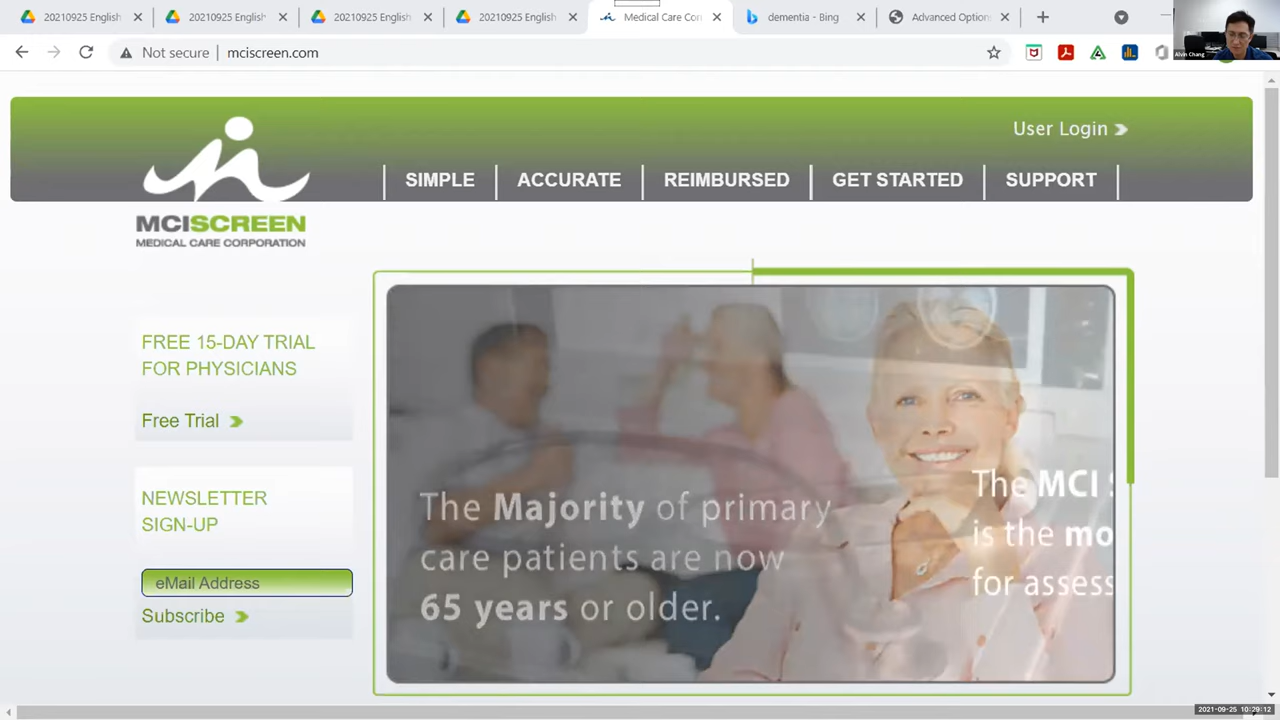 20210925 English
20210925 English
20210925 English
20210925 English
Medical Care Cor
dementia - Bing
Advanced Option
Not secure
mciscreen.com
Alvin Chang
User Login
SIMPLE
ACCURATE
REIMBURSED
GET STARTED
SUPPORT
MCISCREEN
MEDICAL CARE CORPORATION
FREE 15-DAY TRIAL
FOR PHYSICIANS
Free Trial
NEWSLETTER
SIGN-UP
eMail Address
Subscribe
The Majority of primary
care patients are now
65 years or older.
The MCI S
is the mo
for assess
2021-09-25 10:29:12